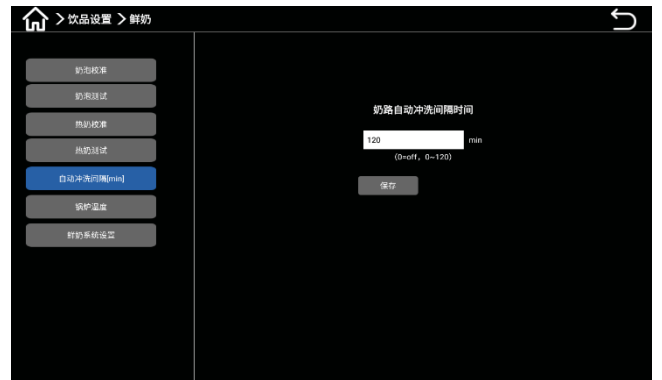 饮品设置 > 鲜奶
奶泡校准
奶泡测试
热奶校准
热奶测试
自动冲洗间隔[min]
锅炉温度
鲜奶系统设置
奶路自动冲洗间隔时间
120 min
(0=off，0~120)
保存